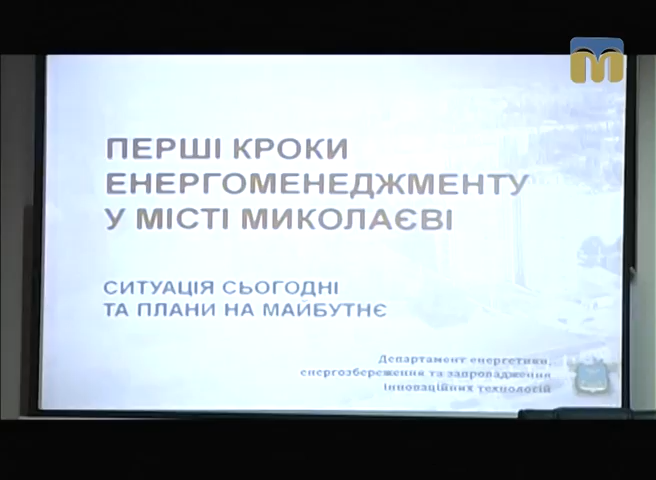 ПЕРШІ КРОКИ
ЕНЕРГОМЕНЕДЖМЕНТУ
У МІСТІ МИКОЛАЄВІ
СИТУАЦІЯ СЬОГОДНІ
ТА ПЛАНИ НА МАЙБУТНЄ
Департамент енергетики,
енергозбереження та запровадження
інноваційних технологій